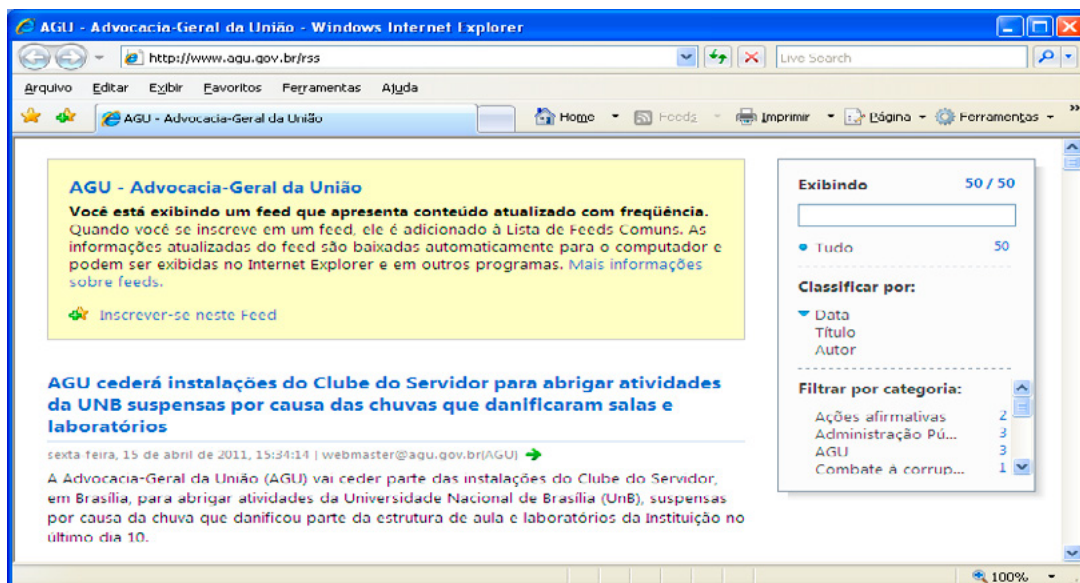 AGU - Advocacia-Geral da União - Windows Internet Explorer
http://www.agu.gov.br/rss
Live Search
Arquivo Editar Exibir Favoritos Ferramentas Ajuda
AGU - Advocacia-Geral da União
Home Feeds Imprimir Página Ferramentas
AGU - Advocacia-Geral da União
Você está exibindo um feed que apresenta conteúdo atualizado com freqüência.
Quando você se inscreve em um feed, ele é adicionado à Lista de Feeds Comuns. As
informações atualizadas do feed são baixadas automaticamente para o computador e
podem ser exibidas no Internet Explorer e em outros programas. Mais informações
sobre feeds.
Inscrever-se neste Feed
AGU cederá instalações do Clube do Servidor para abrigar atividades
da UNB suspensas por causa das chuvas que danificaram salas e
laboratórios
sexta-feira, 15 de abril de 2011, 15:34:14 | webmaster@agu.gov.br(AGU)
A Advocacia-Geral da União (AGU) vai ceder parte das instalações do Clube do Servidor,
em Brasília, para abrigar atividades da Universidade Nacional de Brasília (UnB), suspensas
por causa da chuva que danificou parte da estrutura de aula e laboratórios da Instituição no
último dia 10.
Exibindo 50 / 50
Tudo 50
Classificar por:
Data
Título
Autor
Filtrar por categoria:
Ações afirmativas 2
Administração Pú... 3
AGU 3
Combate à corrup... 1
100%